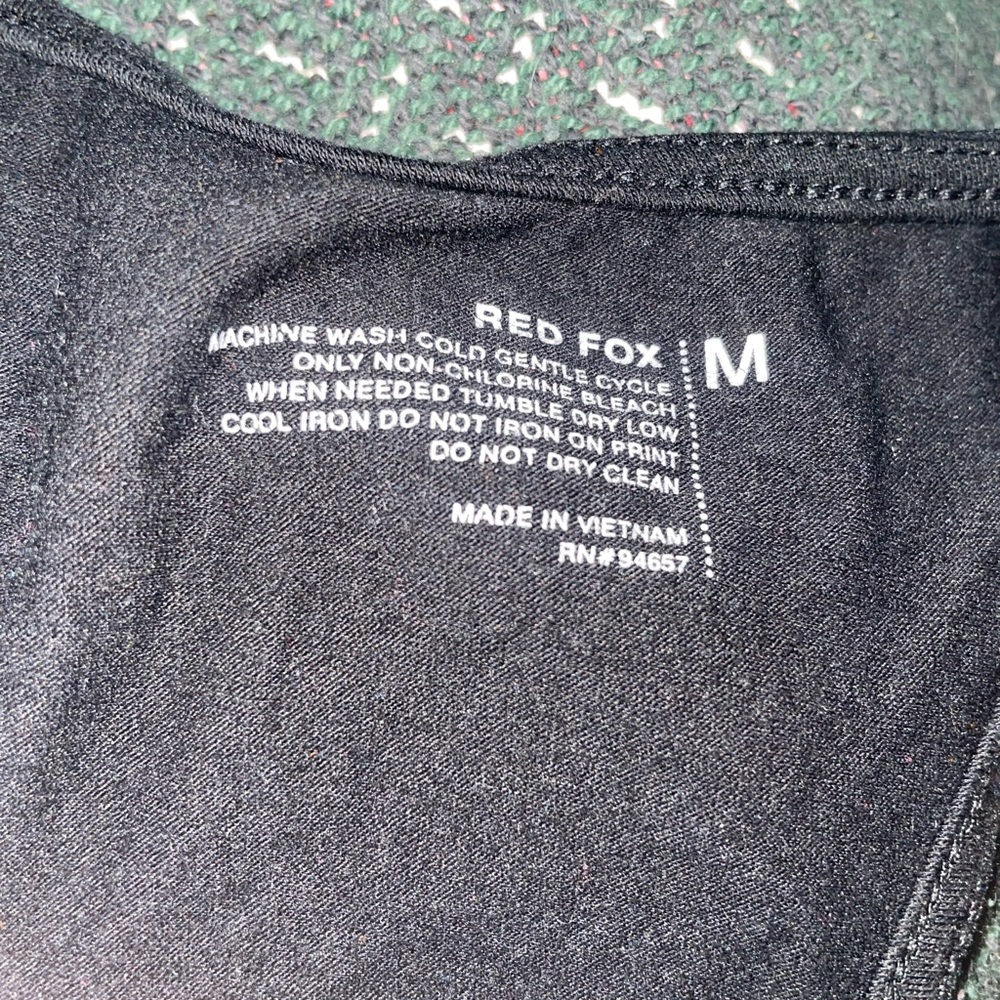 RED FOX
MACHINE WASH COLD GENTLE CYCLE
ONLY NON-CHLORINE BLEACH
WHEN NEEDED TUMBLE DRY LOW
COOL IRON DO NOT IRON ON PRINT
DO NOT DRY CLEAN
MADE IN VIETNAM
RN#94657
M